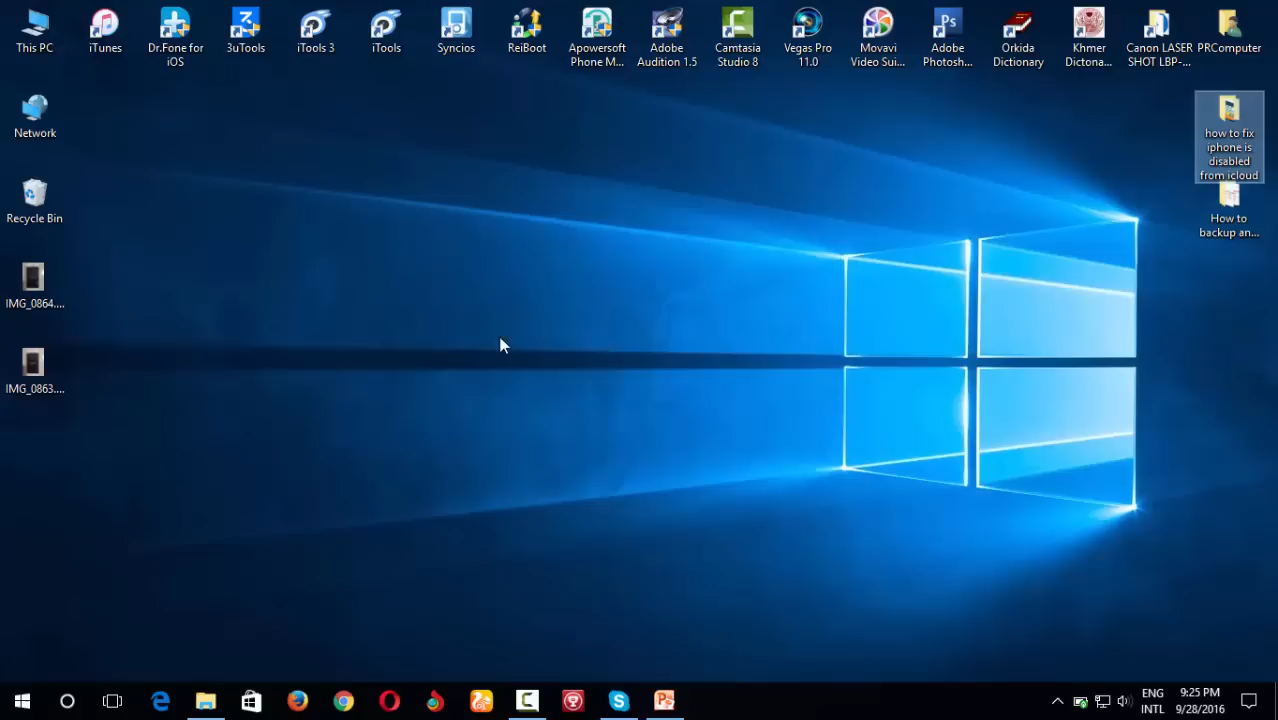 This PC
iTunes
Dr.Fone for
iOS
3uTools
iTools 3
iTools
Syncios
ReiBoot
Apowersoft
Phone M...
Adobe
Audition 1.5
Camtasia
Studio 8
Vegas Pro
11.0
Movavi
Video Sui...
Ps
Adobe
Photosh...
Orkida
Dictionary
Khmer
Dictona...
Canon LASER
SHOT LBP-...
PRComputer
Network
how to fix
iphone is
disabled
from icloud
Recycle Bin
How to
backup an...
IMG_0864....
IMG_0863....
ENG
INTL
9:25 PM
9/28/2016